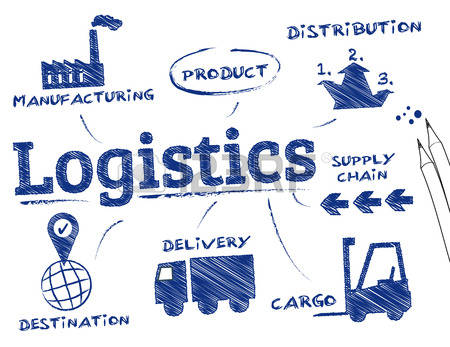 DISTRIBUTION
PRODUCT
1. 2. 3.
MANUFACTURING
Logistics
SUPPLY
CHAIN
DELIVERY
CARGO
DESTINATION